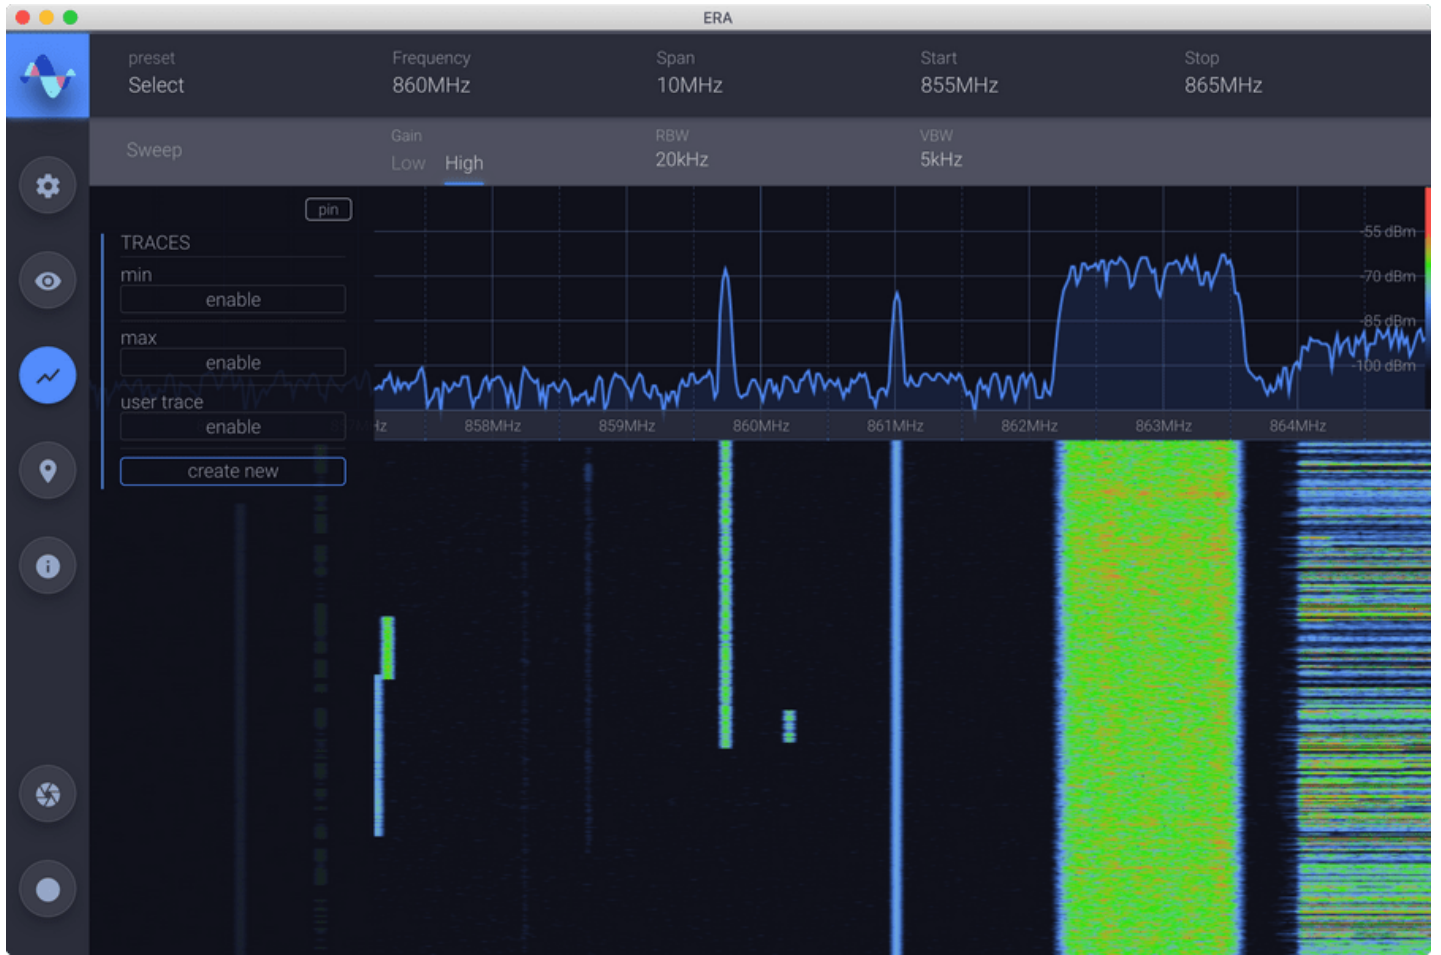 ERA
preset Frequency Span Start Stop
Select 860MHz 10MHz 855MHz 865MHz
Sweep
Gain RBW VBW
Low High 20kHz 5kHz
pin
TRACES
min
enable
max
enable
user trace
enable
create new
-55 dBm
-70 dBm
-85 dBm
-100 dBm
857MHz 858MHz 859MHz 860MHz 861MHz 862MHz 863MHz 864MHz